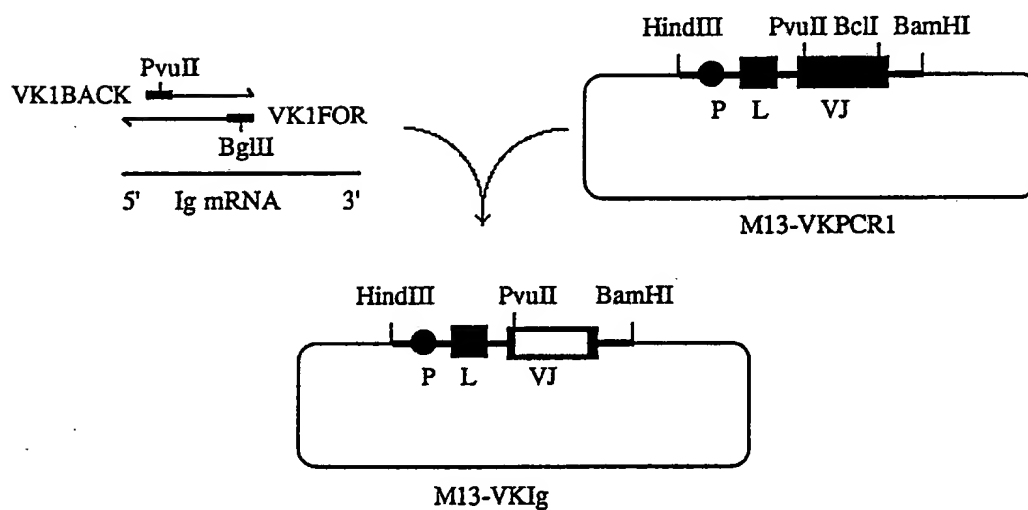 PvuII
VK1BACK
VK1FOR
BglII
5' Ig mRNA 3'
HindIII PvuII BclI BamHI
P L VJ
M13-VKPCR1
HindIII PvuII BamHI
P L VJ
M13-VKIg